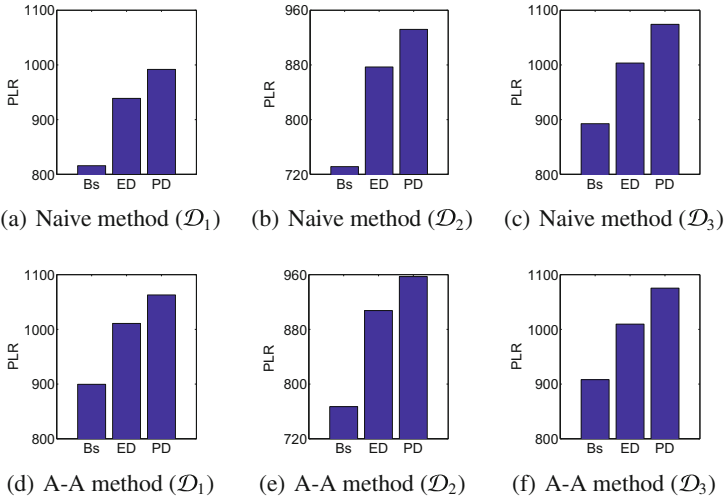 1100
1000
900
800
PLR
Bs ED PD
(a) Naive method (𝒟1)
960
880
800
720
PLR
Bs ED PD
(b) Naive method (𝒟2)
1100
1000
900
800
PLR
Bs ED PD
(c) Naive method (𝒟3)
1100
1000
900
800
PLR
Bs ED PD
(d) A-A method (𝒟1)
960
880
800
720
PLR
Bs ED PD
(e) A-A method (𝒟2)
1100
1000
900
800
PLR
Bs ED PD
(f) A-A method (𝒟3)